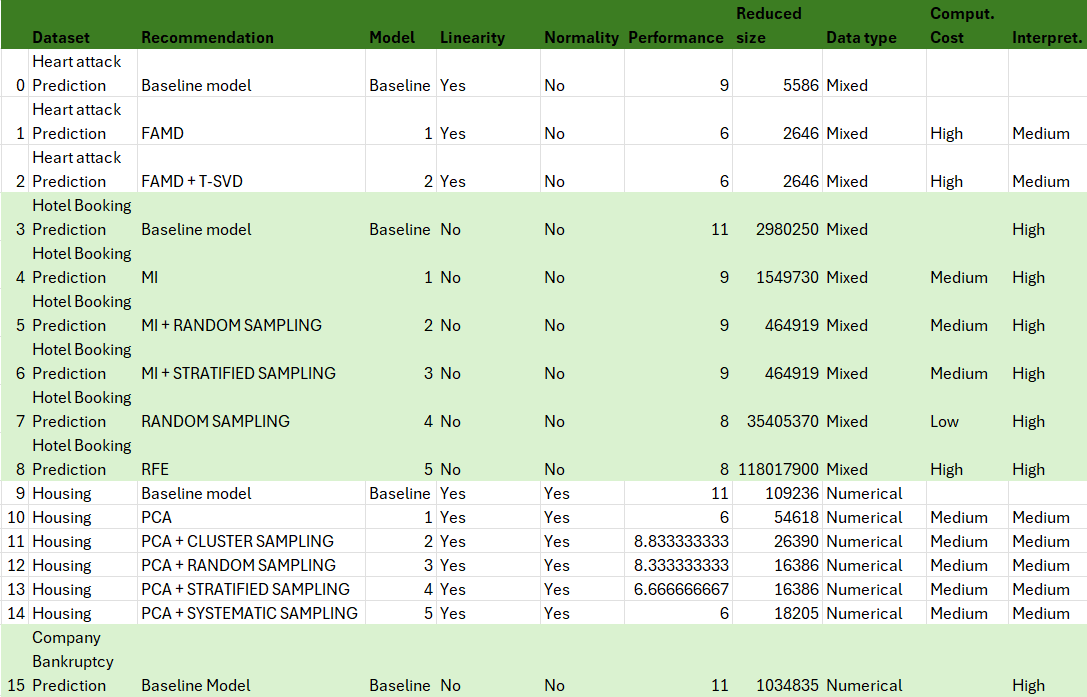 Reduced Comput.
Dataset Recommendation Model Linearity Normality Performance size Data type Cost Interpret.
Heart attack
0 Prediction Baseline model Baseline Yes No 9 5586 Mixed
Heart attack
1 Prediction FAMD 1 Yes No 6 2646 Mixed High Medium
Heart attack
2 Prediction FAMD + T-SVD 2 Yes No 6 2646 Mixed High Medium
Hotel Booking
3 Prediction Baseline model Baseline No No 11 2980250 Mixed High
Hotel Booking
4 Prediction MI 1 No No 9 1549730 Mixed Medium High
Hotel Booking
5 Prediction MI + RANDOM SAMPLING 2 No No 9 464919 Mixed Medium High
Hotel Booking
6 Prediction MI + STRATIFIED SAMPLING 3 No No 9 464919 Mixed Medium High
Hotel Booking
7 Prediction RANDOM SAMPLING 4 No No 8 35405370 Mixed Low High
Hotel Booking
8 Prediction RFE 5 No No 8 118017900 Mixed High High
9 Housing Baseline model Baseline Yes Yes 11 109236 Numerical
10 Housing PCA 1 Yes Yes 6 54618 Numerical Medium Medium
11 Housing PCA + CLUSTER SAMPLING 2 Yes Yes 8.833333333 26390 Numerical Medium Medium
12 Housing PCA + RANDOM SAMPLING 3 Yes Yes 8.333333333 16386 Numerical Medium Medium
13 Housing PCA + STRATIFIED SAMPLING 4 Yes Yes 6.666666667 16386 Numerical Medium Medium
14 Housing PCA + SYSTEMATIC SAMPLING 5 Yes Yes 6 18205 Numerical Medium Medium
Company
Bankruptcy
15 Prediction Baseline Model Baseline No No 11 1034835 Numerical High